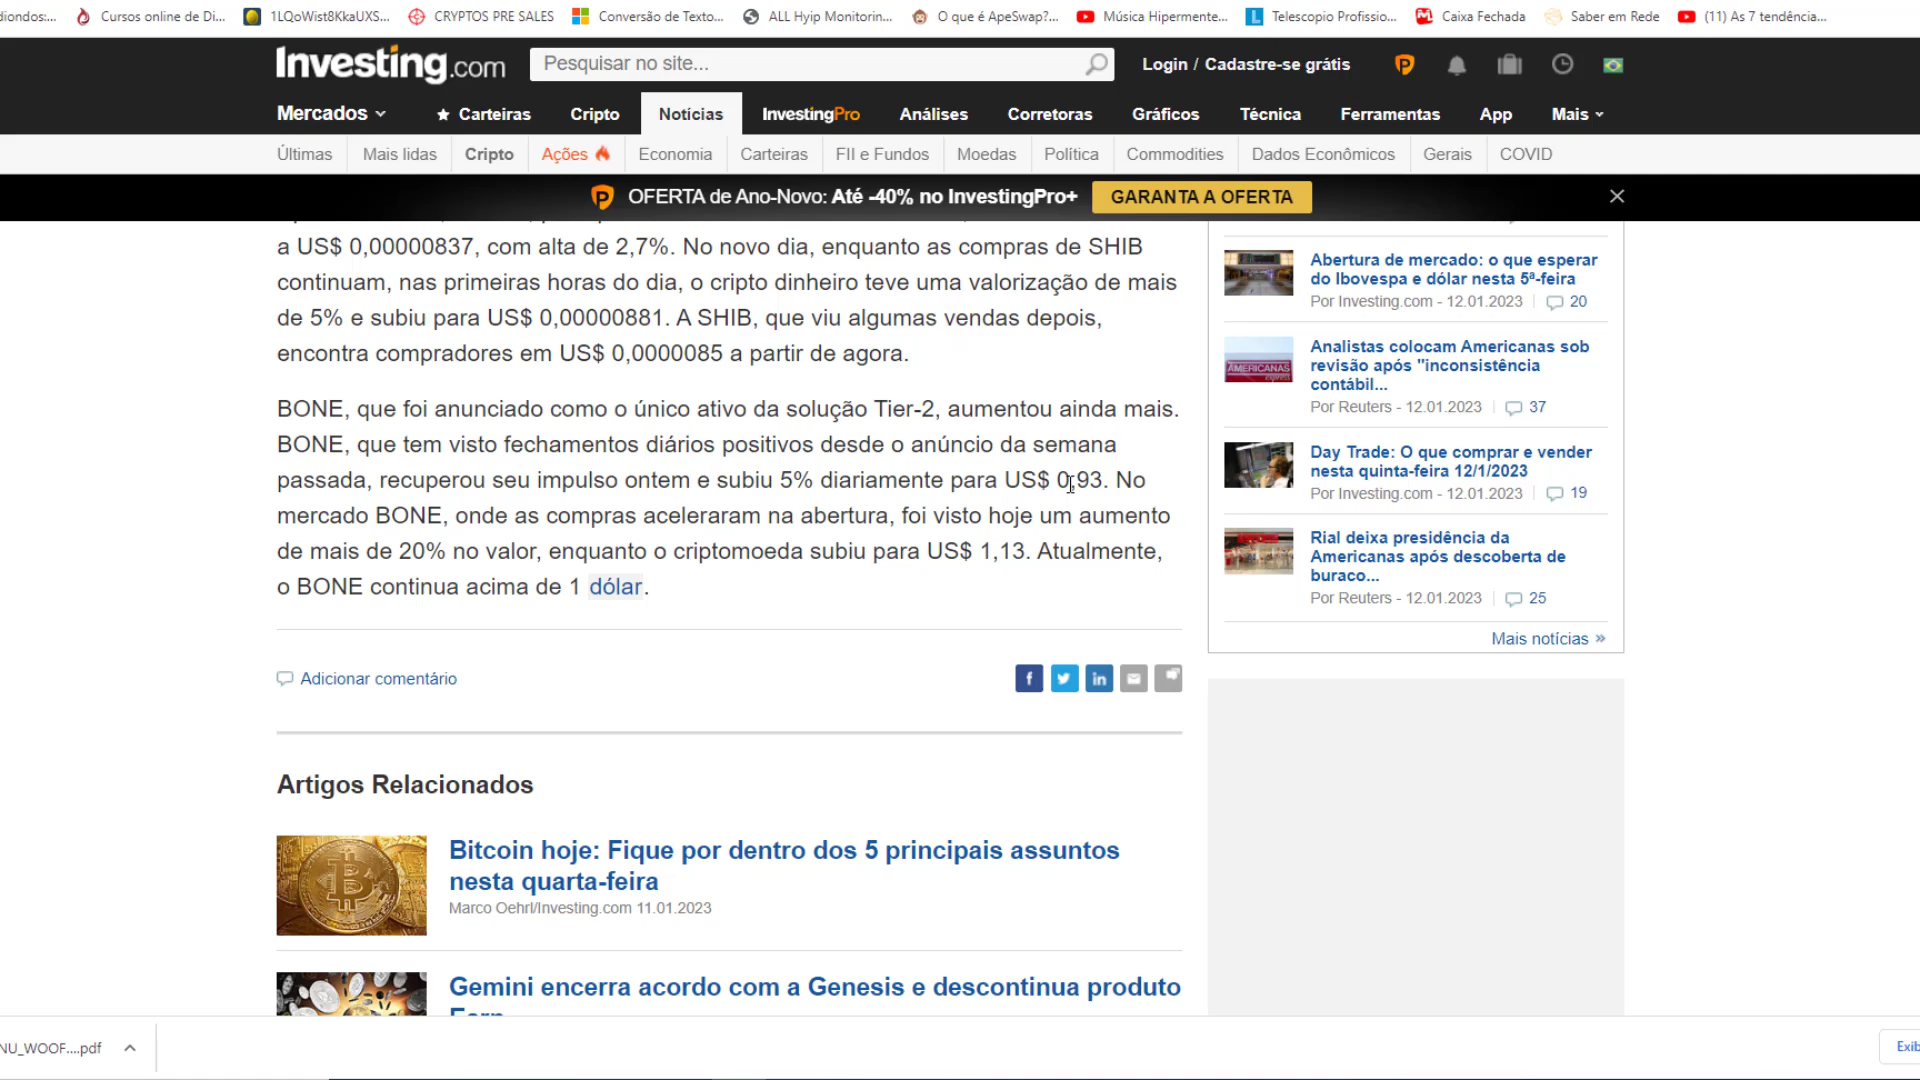 diondos:...
Cursos online de Di...
1LQoWist8KkaUXS...
CRYPTOS PRE SALES
Conversão de Texto...
ALL Hyip Monitorin...
O que é ApeSwap?...
Música Hipermente...
Telescopio Profissio...
Caixa Fechada
Saber em Rede
(11) As 7 tendência...
Investing.com
Pesquisar no site...
Login / Cadastre-se grátis
Mercados
Carteiras
Cripto
Notícias
InvestingPro
Análises
Corretoras
Gráficos
Técnica
Ferramentas
App
Mais
Últimas
Mais lidas
Cripto
Ações
Economia
Carteiras
FII e Fundos
Moedas
Política
Commodities
Dados Econômicos
Gerais
COVID
OFERTA de Ano-Novo: Até -40% no InvestingPro+
GARANTA A OFERTA
a US$ 0,00000837, com alta de 2,7%. No novo dia, enquanto as compras de SHIB
continuam, nas primeiras horas do dia, o cripto dinheiro teve uma valorização de mais
de 5% e subiu para US$ 0,00000881. A SHIB, que viu algumas vendas depois,
encontra compradores em US$ 0,0000085 a partir de agora.
BONE, que foi anunciado como o único ativo da solução Tier-2, aumentou ainda mais.
BONE, que tem visto fechamentos diários positivos desde o anúncio da semana
passada, recuperou seu impulso ontem e subiu 5% diariamente para US$ 0,93. No
mercado BONE, onde as compras aceleraram na abertura, foi visto hoje um aumento
de mais de 20% no valor, enquanto o criptomoeda subiu para US$ 1,13. Atualmente,
o BONE continua acima de 1 dólar.
Adicionar comentário
Artigos Relacionados
Bitcoin hoje: Fique por dentro dos 5 principais assuntos
nesta quarta-feira
Marco Oehrl/Investing.com 11.01.2023
Gemini encerra acordo com a Genesis e descontinua produto
Earn
Abertura de mercado: o que esperar
do Ibovespa e dólar nesta 5ª-feira
Por Investing.com - 12.01.2023
20
AMERICANAS
express
Analistas colocam Americanas sob
revisão após "inconsistência
contábil...
Por Reuters - 12.01.2023
37
Day Trade: O que comprar e vender
nesta quinta-feira 12/1/2023
Por Investing.com - 12.01.2023
19
Rial deixa presidência da
Americanas após descoberta de
buraco...
Por Reuters - 12.01.2023
25
Mais notícias »
NU_WOOF....pdf
Exib